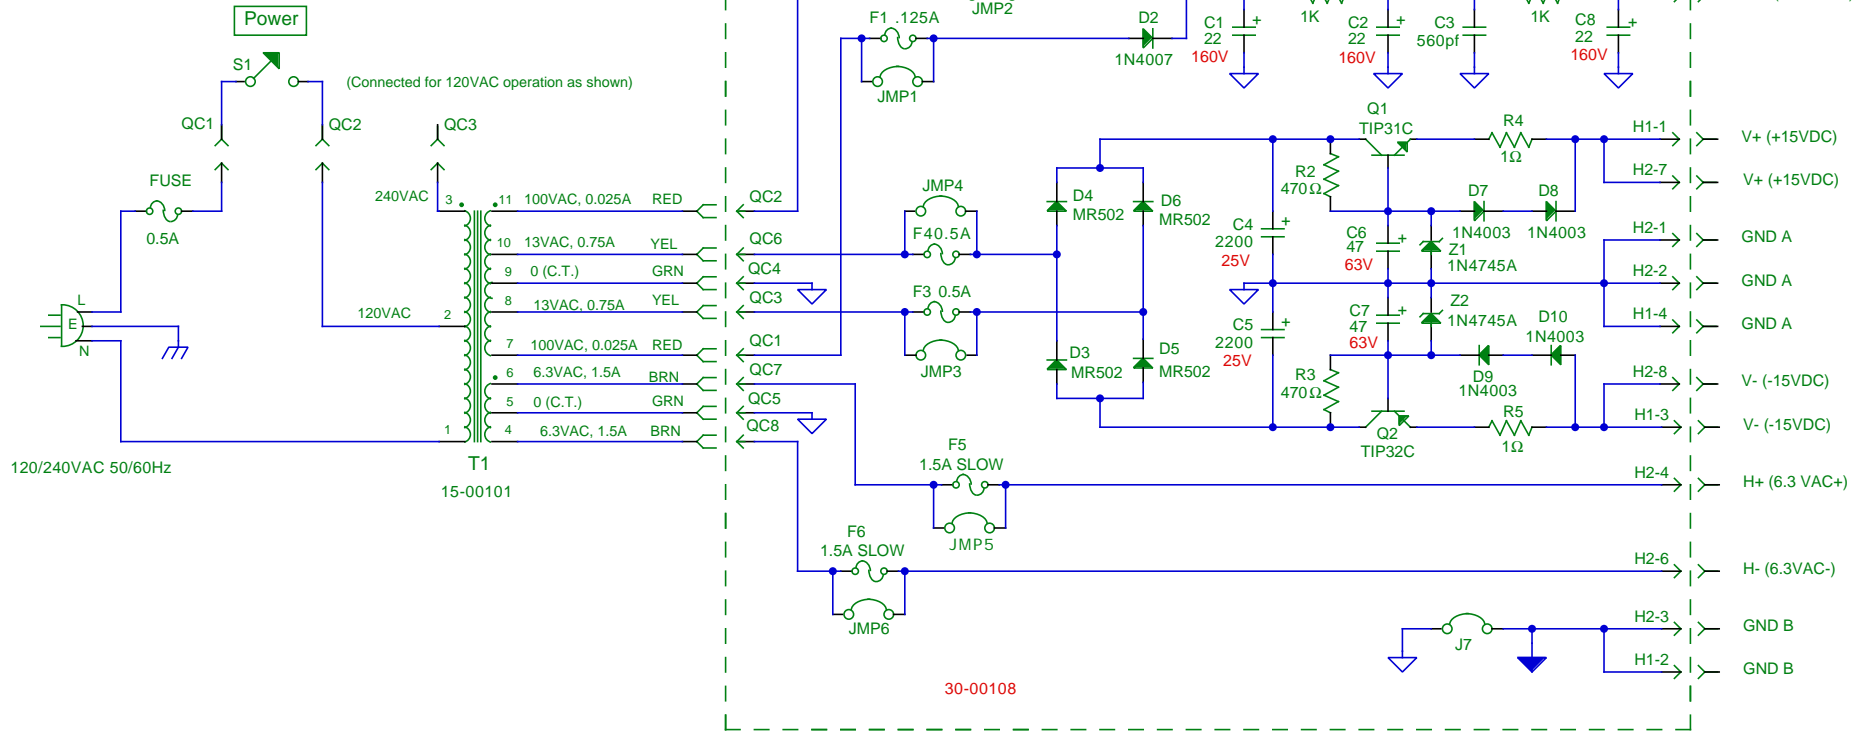 Power
S1
(Connected for 120VAC operation as shown)
QC1
QC2
QC3
FUSE
0.5A
240VAC
120VAC
L
E
N
120/240VAC 50/60Hz
3
2
1
T1
15-00101
11 100VAC, 0.025A RED
10 13VAC, 0.75A YEL
9 0 (C.T.) GRN
8 13VAC, 0.75A YEL
7 100VAC, 0.025A RED
6 6.3VAC, 1.5A BRN
5 0 (C.T.) GRN
4 6.3VAC, 1.5A BRN
QC2
QC6
QC4
QC3
QC1
QC7
QC5
QC8
JMP2
F1 .125A
JMP1
D2
1N4007
C1
22
160V
1K
C2
22
160V
C3
560pf
1K
C8
22
160V
JMP4
F40.5A
F3 0.5A
JMP3
D4
MR502
D6
MR502
D3
MR502
D5
MR502
C4
2200
25V
C5
2200
25V
R2
470Ω
R3
470Ω
Q1
TIP31C
C6
47
63V
C7
47
63V
Z1
1N4745A
Z2
1N4745A
D7
1N4003
D8
1N4003
D10
1N4003
D9
1N4003
Q2
TIP32C
R4
1Ω
R5
1Ω
F5
1.5A SLOW
JMP5
F6
1.5A SLOW
JMP6
J7
30-00108
H1-1 V+ (+15VDC)
H2-7 V+ (+15VDC)
H2-1 GND A
H2-2 GND A
H1-4 GND A
H2-8 V- (-15VDC)
H1-3 V- (-15VDC)
H2-4 H+ (6.3 VAC+)
H2-6 H- (6.3VAC-)
H2-3 GND B
H1-2 GND B